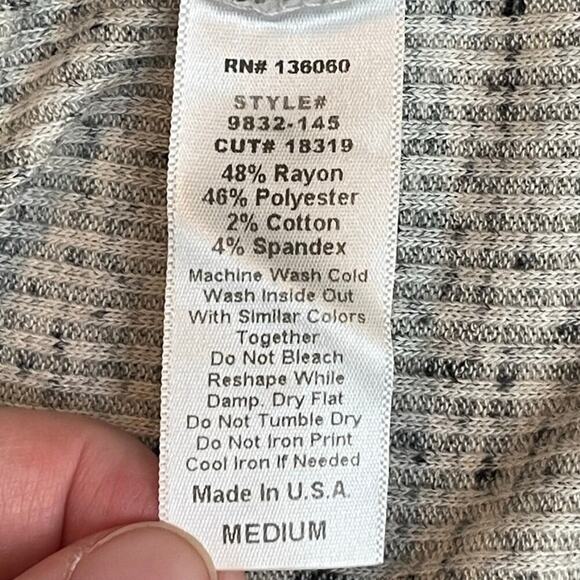 RN# 136060
STYLE#
9832-145
CUT# 18319
48% Rayon
46% Polyester
2% Cotton
4% Spandex
Machine Wash Cold
Wash Inside Out
With Similar Colors
Together
Do Not Bleach
Reshape While
Damp. Dry Flat
Do Not Tumble Dry
Do Not Iron Print
Cool Iron If Needed
Made In U.S.A
MEDIUM